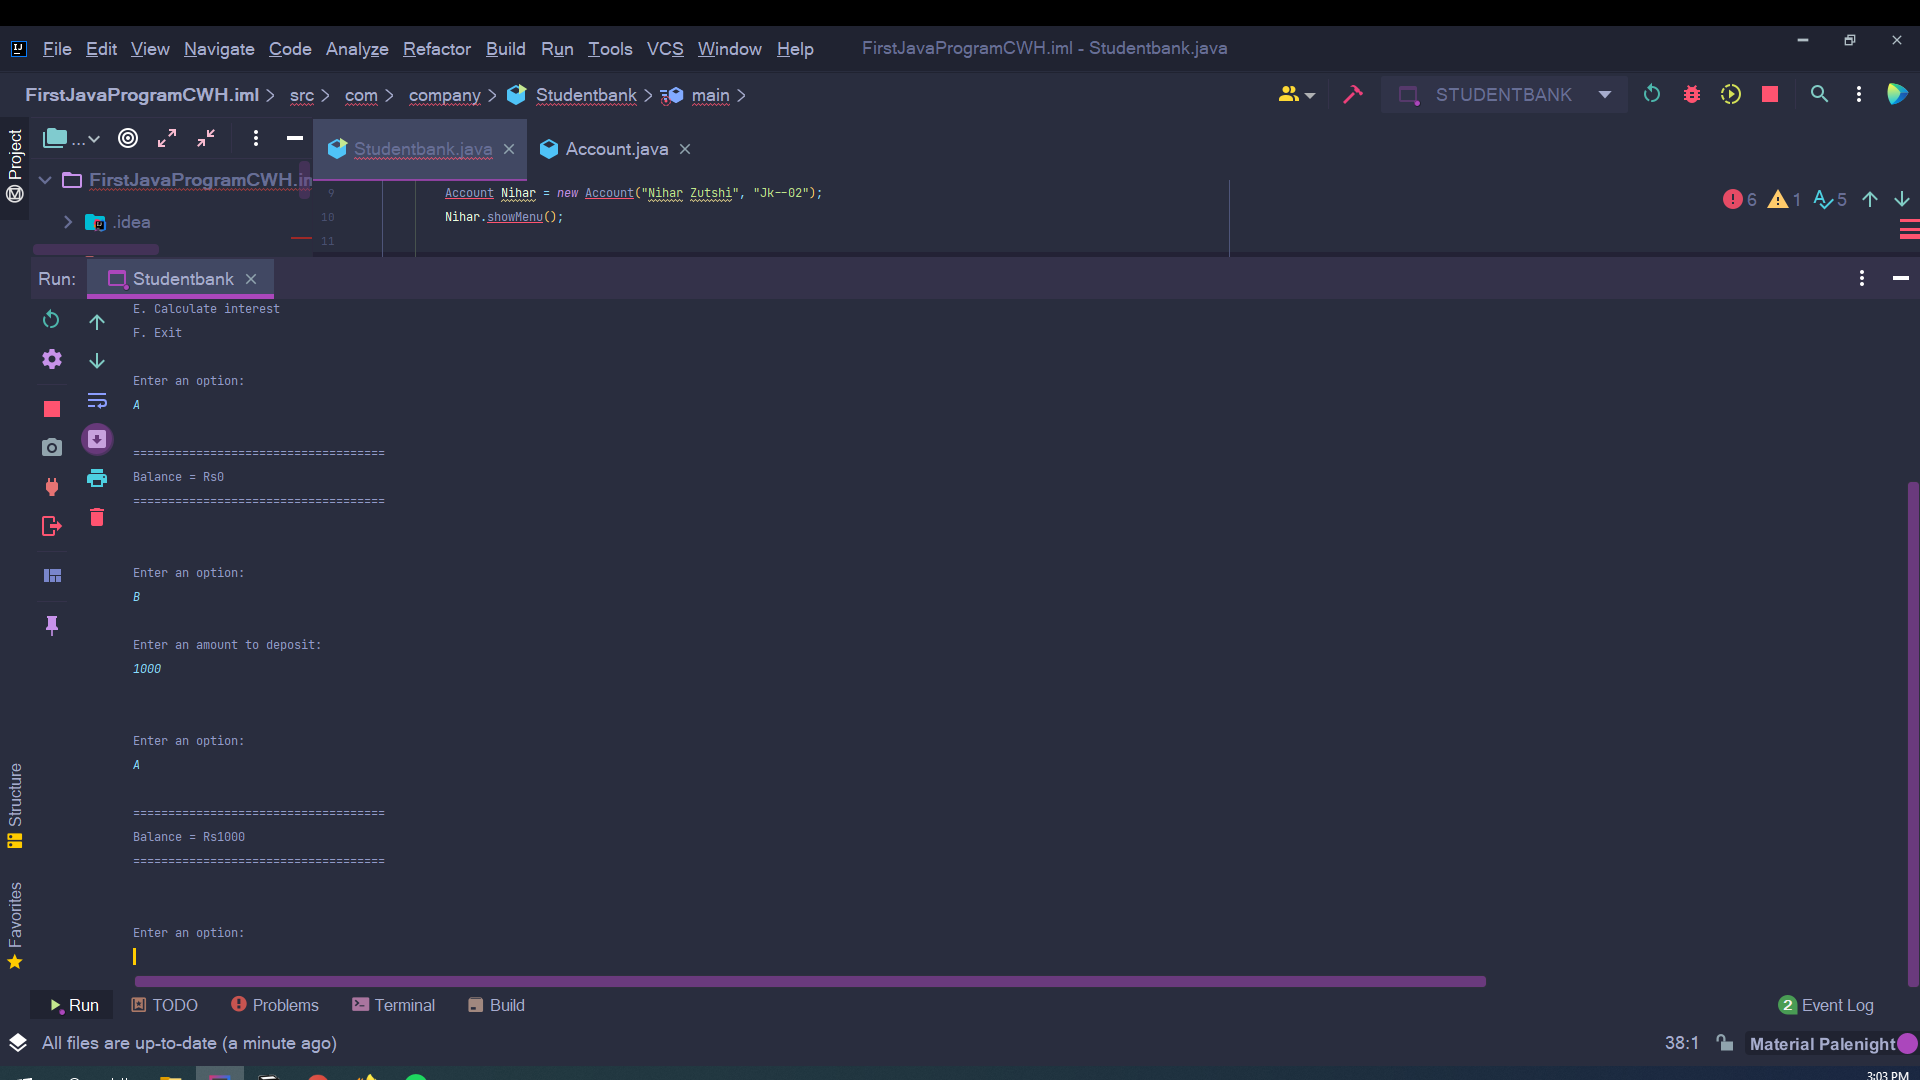 File Edit View Navigate Code Analyze Refactor Build Run Tools VCS Window Help FirstJavaProgramCWH.iml - Studentbank.java
FirstJavaProgramCWH.iml > src > com > company > Studentbank > main > STUDENTBANK
Project
... Studentbank.java Account.java
FirstJavaProgramCWH.im
.idea
9 Account Nihar = new Account("Nihar Zutshi", "Jk--02");
10 Nihar.showMenu();
11
6 1 5
Run: Studentbank
E. Calculate interest
F. Exit
Enter an option:
A
====================================
Balance = Rs0
====================================
Enter an option:
B
Enter an amount to deposit:
1000
Enter an option:
A
====================================
Balance = Rs1000
====================================
Enter an option:
Structure
Favorites
Run TODO Problems Terminal Build 2 Event Log
All files are up-to-date (a minute ago) 38:1 Material Palenight
3:03 PM